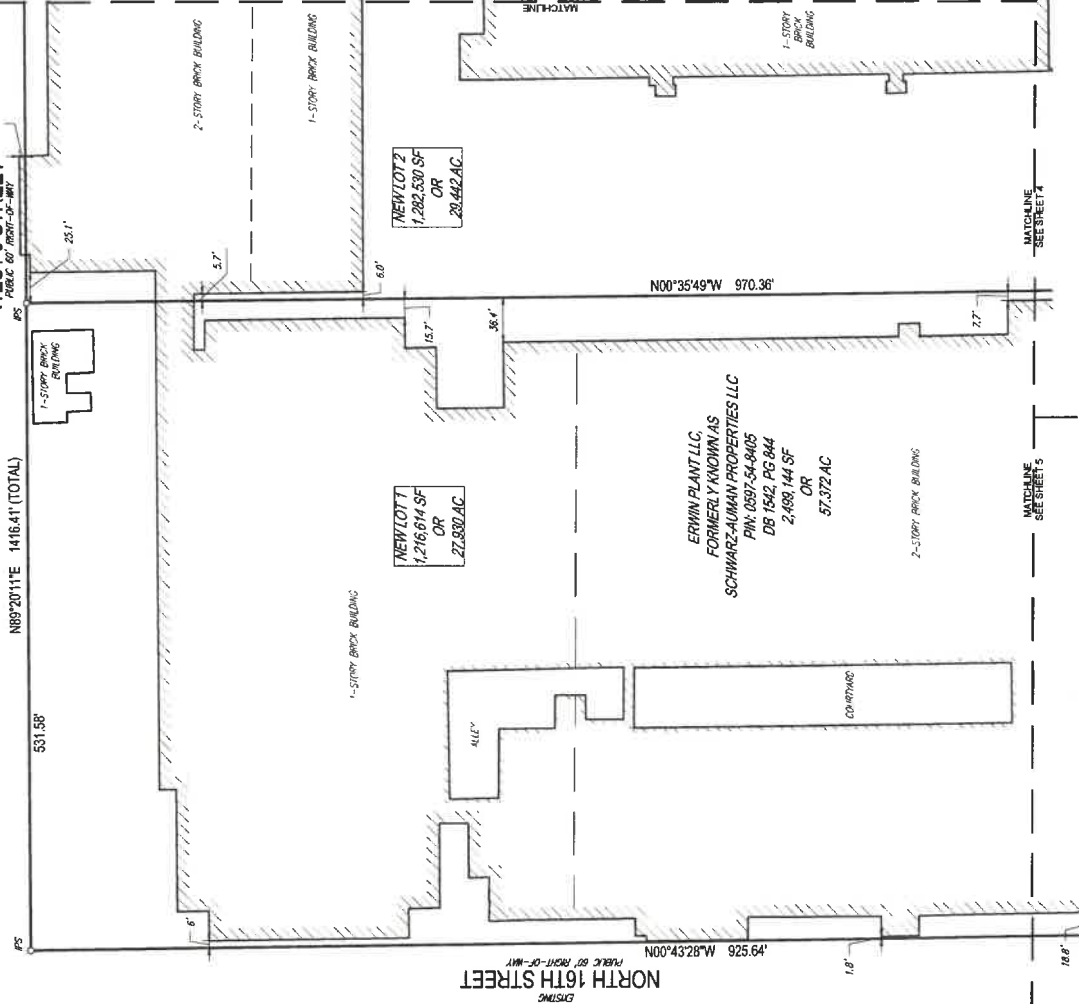 MATCHLINE
PUBLIC 60' RIGHT-OF-WAY
IPS
25.1'
2-STORY BRICK BUILDING
1-STORY BRICK BUILDING
1-STORY
BRICK
BUILDING
1-STORY BRICK
BUILDING
N89°20'11"E 1416.41' (TOTAL)
531.58'
5.7'
6.0'
NEW LOT 2
1,282,530 SF
OR
29.442 AC
N00°35'49"W 970.36'
15.7'
36.4'
7.7'
MATCHLINE
SEE SHEET 4
NEW LOT 1
1,216,614 SF
OR
27.930 AC
1-STORY BRICK BUILDING
ERWIN PLANT LLC,
FORMERLY KNOWN AS
SCHWARZ-AUMAN PROPERTIES LLC
PIN: 0597-54-8405
DB 1542, PG 844
2,499,144 SF
OR
57.372 AC
2-STORY BRICK BUILDING
MATCHLINE
SEE SHEET 5
ALLEY
COURTYARD
IPS
6'
N00°43'28"W 925.64'
1.8'
18.8'
EXISTING
NORTH 16TH STREET
PUBLIC 60' RIGHT-OF-WAY